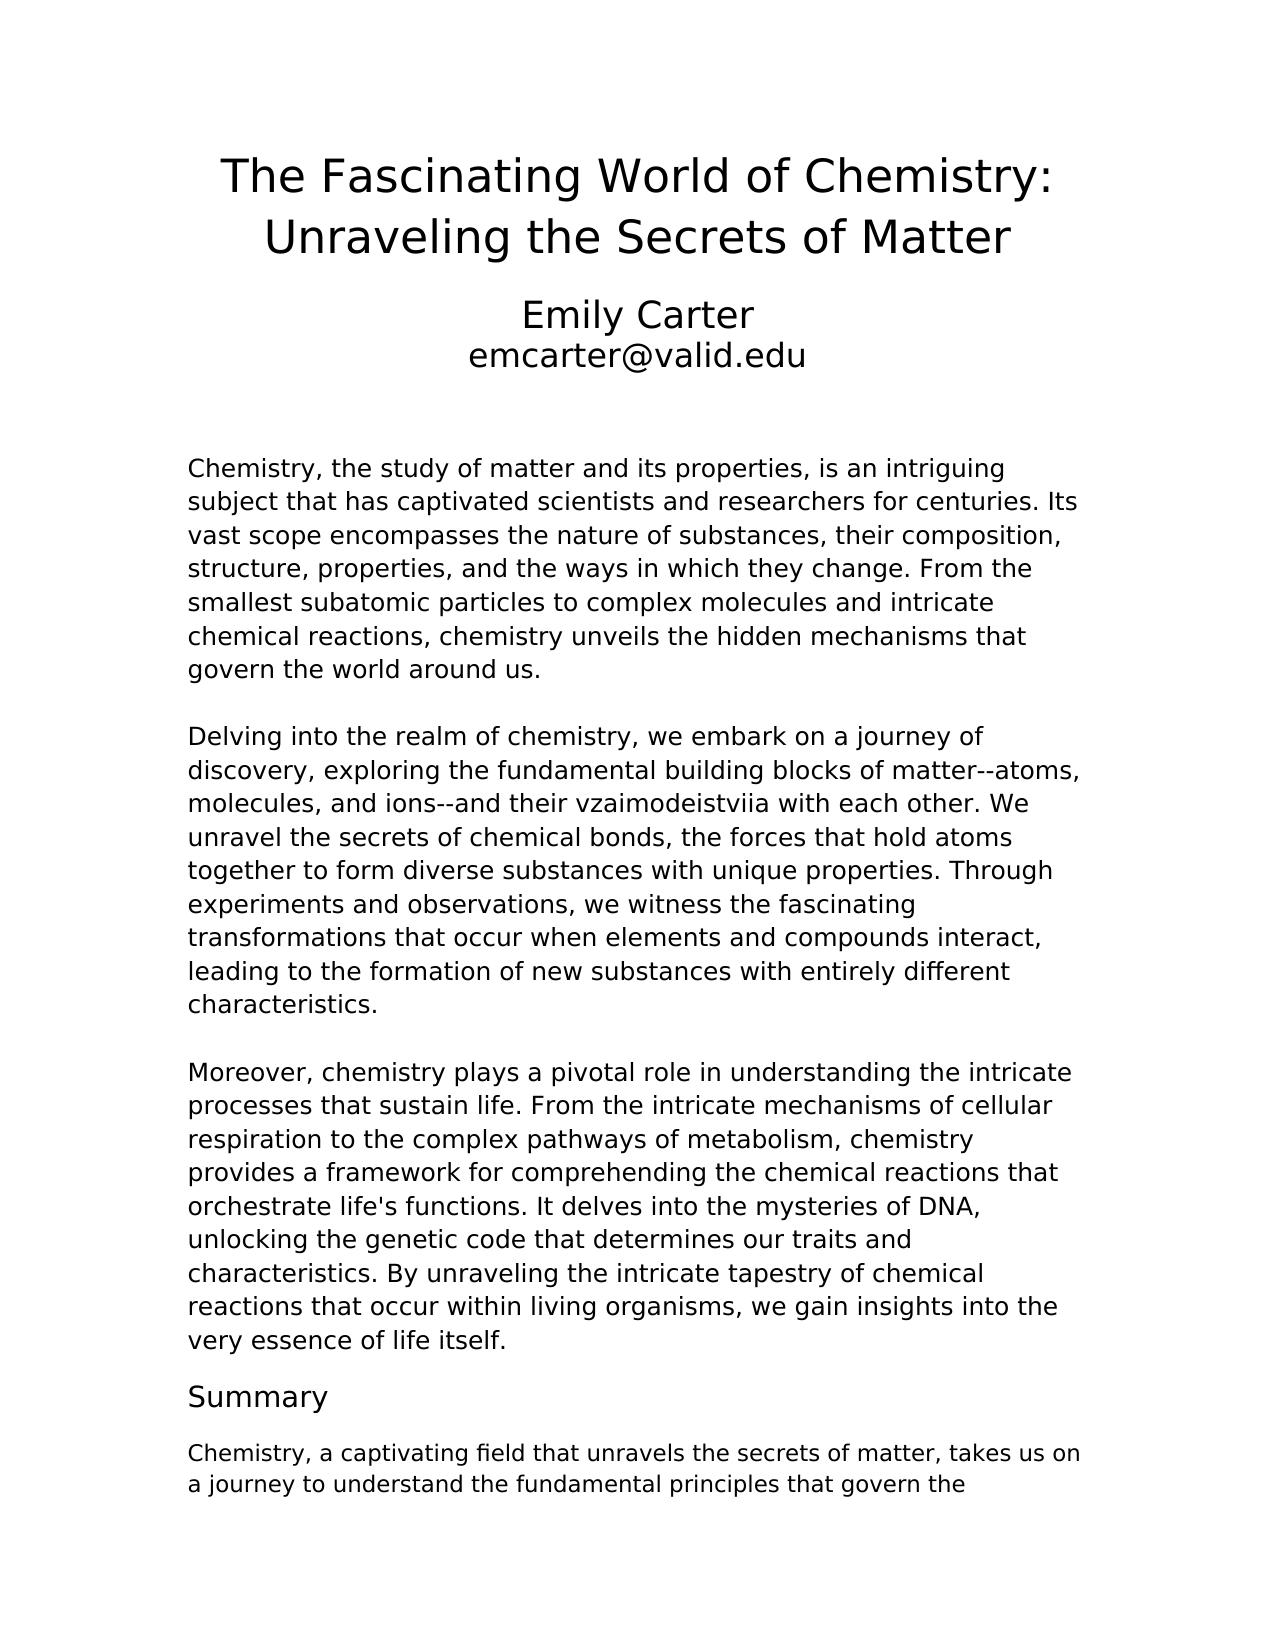 The Fascinating World of Chemistry:
Unraveling the Secrets of Matter
Emily Carter
emcarter@valid.edu
Chemistry, the study of matter and its properties, is an intriguing
subject that has captivated scientists and researchers for centuries. Its
vast scope encompasses the nature of substances, their composition,
structure, properties, and the ways in which they change. From the
smallest subatomic particles to complex molecules and intricate
chemical reactions, chemistry unveils the hidden mechanisms that
govern the world around us.
Delving into the realm of chemistry, we embark on a journey of
discovery, exploring the fundamental building blocks of matter--atoms,
molecules, and ions--and their vzaimodeistviia with each other. We
unravel the secrets of chemical bonds, the forces that hold atoms
together to form diverse substances with unique properties. Through
experiments and observations, we witness the fascinating
transformations that occur when elements and compounds interact,
leading to the formation of new substances with entirely different
characteristics.
Moreover, chemistry plays a pivotal role in understanding the intricate
processes that sustain life. From the intricate mechanisms of cellular
respiration to the complex pathways of metabolism, chemistry
provides a framework for comprehending the chemical reactions that
orchestrate life's functions. It delves into the mysteries of DNA,
unlocking the genetic code that determines our traits and
characteristics. By unraveling the intricate tapestry of chemical
reactions that occur within living organisms, we gain insights into the
very essence of life itself.
Summary
Chemistry, a captivating field that unravels the secrets of matter, takes us on
a journey to understand the fundamental principles that govern the